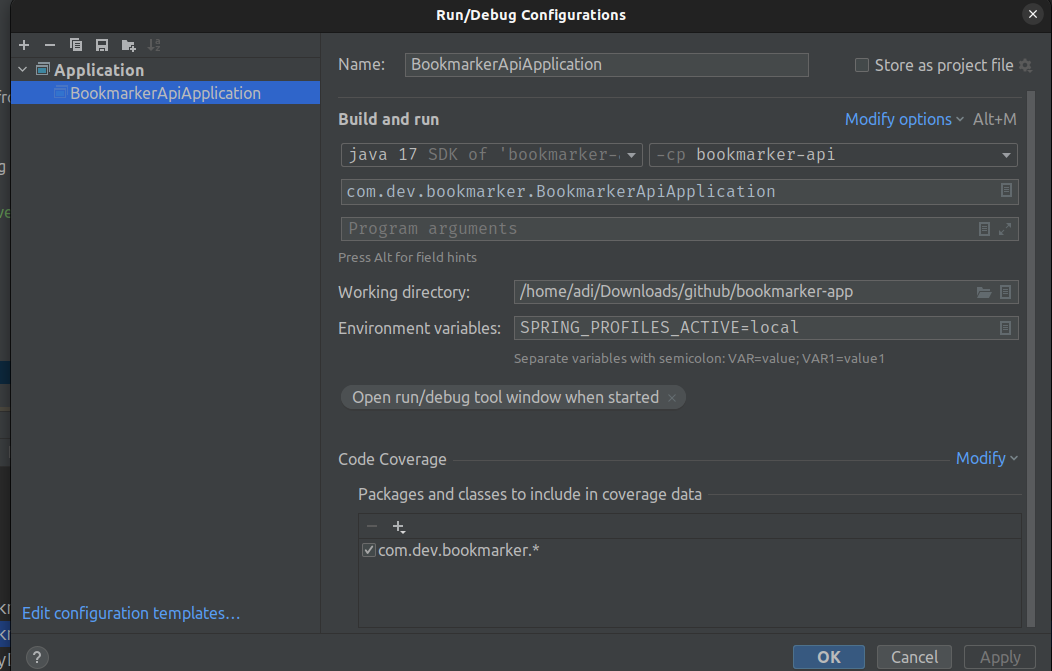 Run/Debug Configurations
Application
BookmarkerApiApplication
Edit configuration templates…
?
Name: BookmarkerApiApplication Store as project file
Build and run Modify options Alt+M
java 17 SDK of 'bookmarker- -cp bookmarker-api
com.dev.bookmarker.BookmarkerApiApplication
Program arguments
Press Alt for field hints
Working directory: /home/adi/Downloads/github/bookmarker-app
Environment variables: SPRING_PROFILES_ACTIVE=local
Separate variables with semicolon: VAR=value; VAR1=value1
Open run/debug tool window when started
Code Coverage Modify
Packages and classes to include in coverage data
com.dev.bookmarker.*
OK Cancel Apply